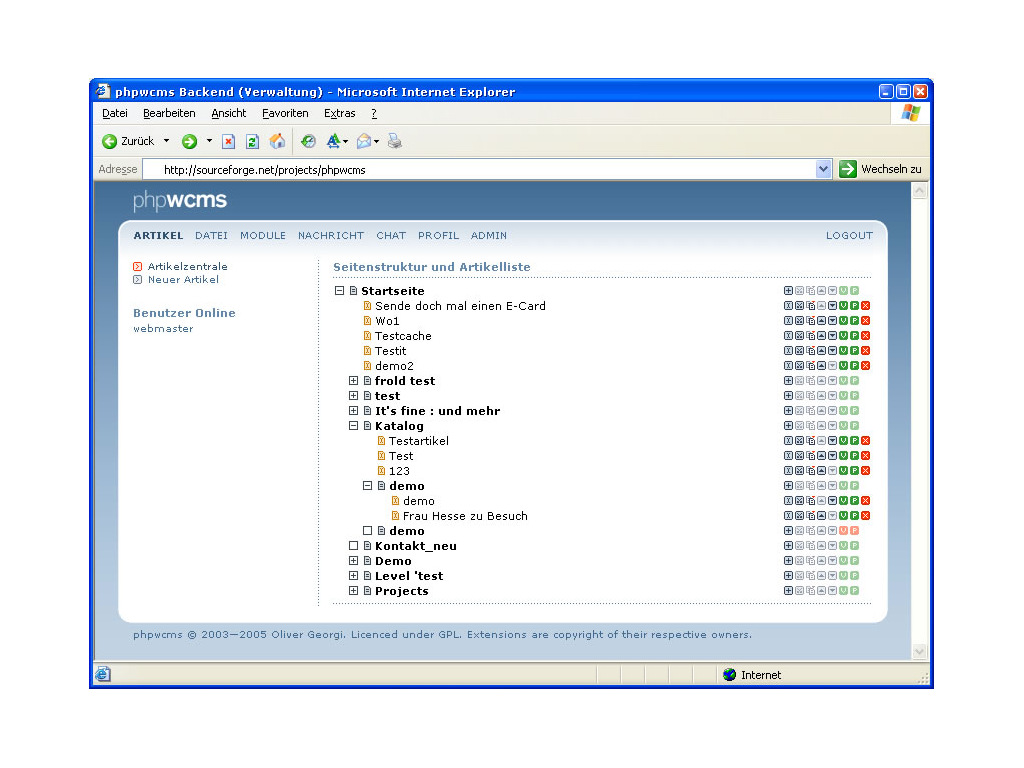 phpwcms Backend (Verwaltung) - Microsoft Internet Explorer
Datei Bearbeiten Ansicht Favoriten Extras ?
Zurück
Adresse http://sourceforge.net/projects/phpwcms Wechseln zu
phpwcms
ARTIKEL DATEI MODULE NACHRICHT CHAT PROFIL ADMIN LOGOUT
Artikelzentrale
Neuer Artikel
Benutzer Online
webmaster
Seitenstruktur und Artikelliste
Startseite
Sende doch mal einen E-Card
Wo1
Testcache
Testit
demo2
frold test
test
It's fine : und mehr
Katalog
Testartikel
Test
123
demo
demo
Frau Hesse zu Besuch
demo
Kontakt_neu
Demo
Level 'test
Projects
phpwcms © 2003—2005 Oliver Georgi. Licenced under GPL. Extensions are copyright of their respective owners.
Internet